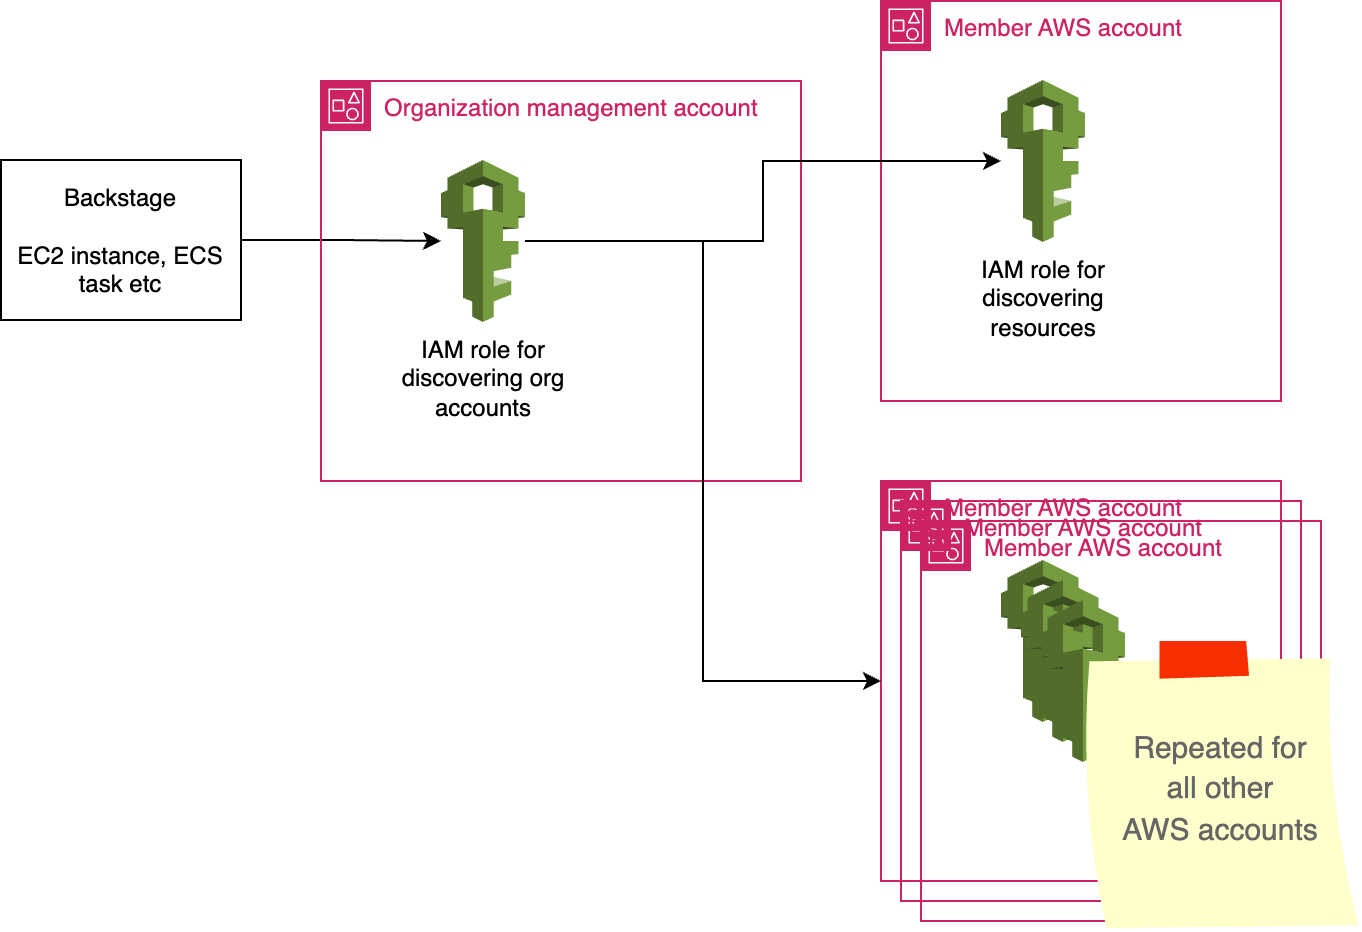 Member AWS account
Organization management account
Backstage
EC2 instance, ECS
task etc
IAM role for
discovering org
accounts
IAM role for
discovering
resources
Member AWS account
Member AWS account
Member AWS account
Repeated for
all other
AWS accounts